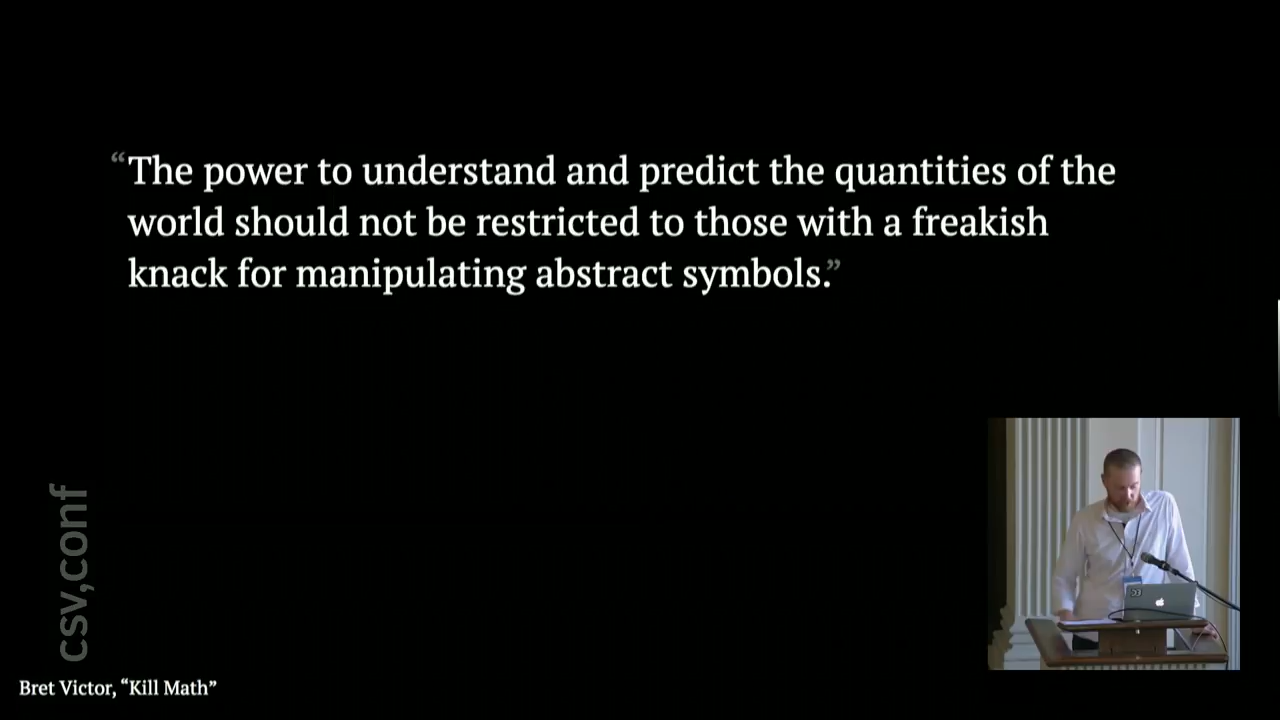 “The power to understand and predict the quantities of the
world should not be restricted to those with a freakish
knack for manipulating abstract symbols.”
csv,conf
Bret Victor, “Kill Math”